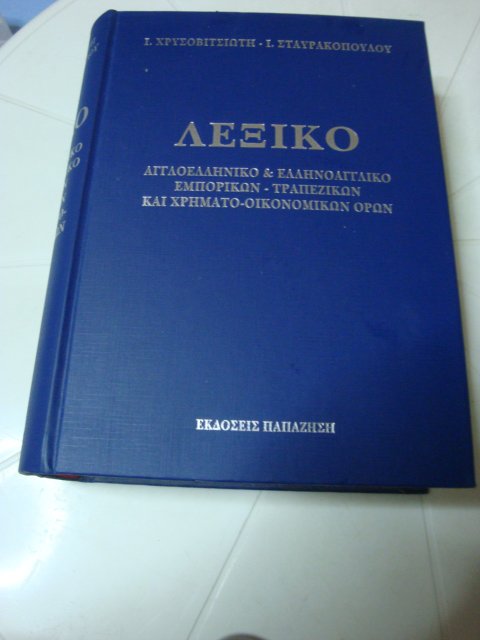 Ι. ΧΡΥΣΟΒΙΤΣΙΩΤΗ - Ι. ΣΤΑΥΡΑΚΟΠΟΥΛΟΥ
ΛΕΞΙΚΟ
ΑΓΓΛΟΕΛΛΗΝΙΚΟ & ΕΛΛΗΝΟΑΓΓΛΙΚΟ
ΕΜΠΟΡΙΚΩΝ - ΤΡΑΠΕΖΙΚΩΝ
ΚΑΙ ΧΡΗΜΑΤΟ-ΟΙΚΟΝΟΜΙΚΩΝ ΟΡΩΝ
ΕΚΔΟΣΕΙΣ ΠΑΠΑΖΗΣΗ